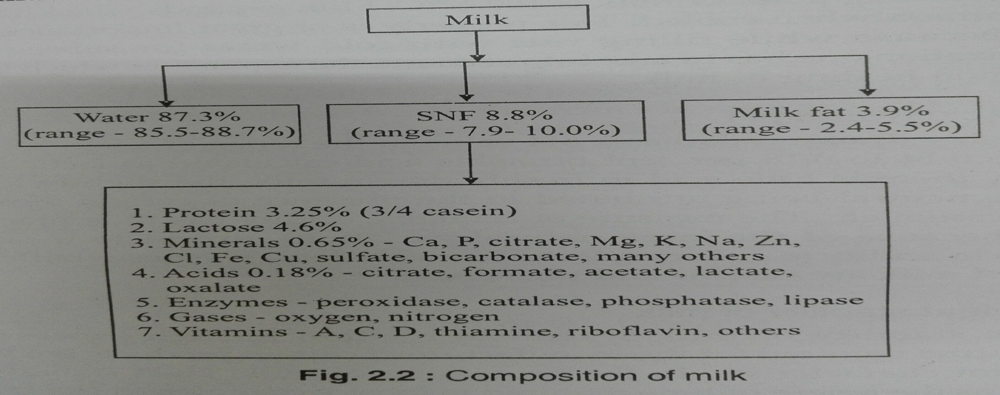 Milk
Water 87.3%
(range - 85.5-88.7%)
SNF 8.8%
(range - 7.9- 10.0%)
Milk fat 3.9%
(range - 2.4-5.5%)
1. Protein 3.25% (3/4 casein)
2. Lactose 4.6%
3. Minerals 0.65% - Ca, P, citrate, Mg, K, Na, Zn,
Cl, Fe, Cu, sulfate, bicarbonate, many others
4. Acids 0.18% - citrate, formate, acetate, lactate,
oxalate
5. Enzymes - peroxidase, catalase, phosphatase, lipase
6. Gases - oxygen, nitrogen
7. Vitamins - A, C, D, thiamine, riboflavin, others
Fig. 2.2 : Composition of milk